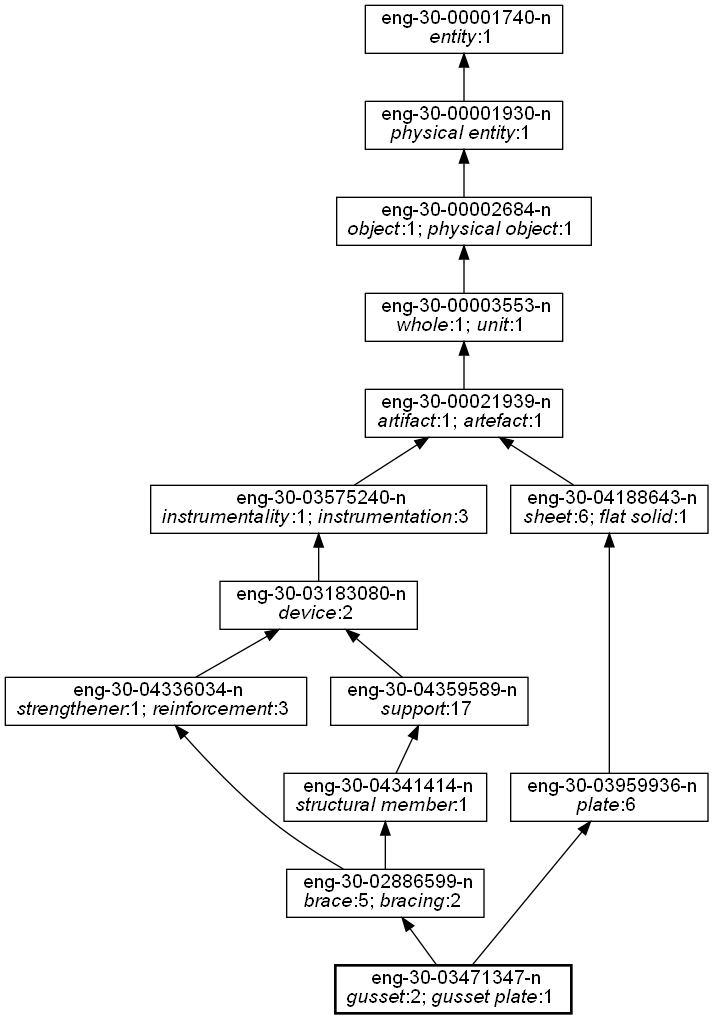 eng-30-00001740-n
entity:1
eng-30-00001930-n
physical entity:1
eng-30-00002684-n
object:1; physical object:1
eng-30-00003553-n
whole:1; unit:1
eng-30-00021939-n
artifact:1; artefact:1
eng-30-03575240-n
instrumentality:1; instrumentation:3
eng-30-04188643-n
sheet:6; flat solid:1
eng-30-03183080-n
device:2
eng-30-04336034-n
strengthener:1; reinforcement:3
eng-30-04359589-n
support:17
eng-30-04341414-n
structural member:1
eng-30-03959936-n
plate:6
eng-30-02886599-n
brace:5; bracing:2
eng-30-03471347-n
gusset:2; gusset plate:1